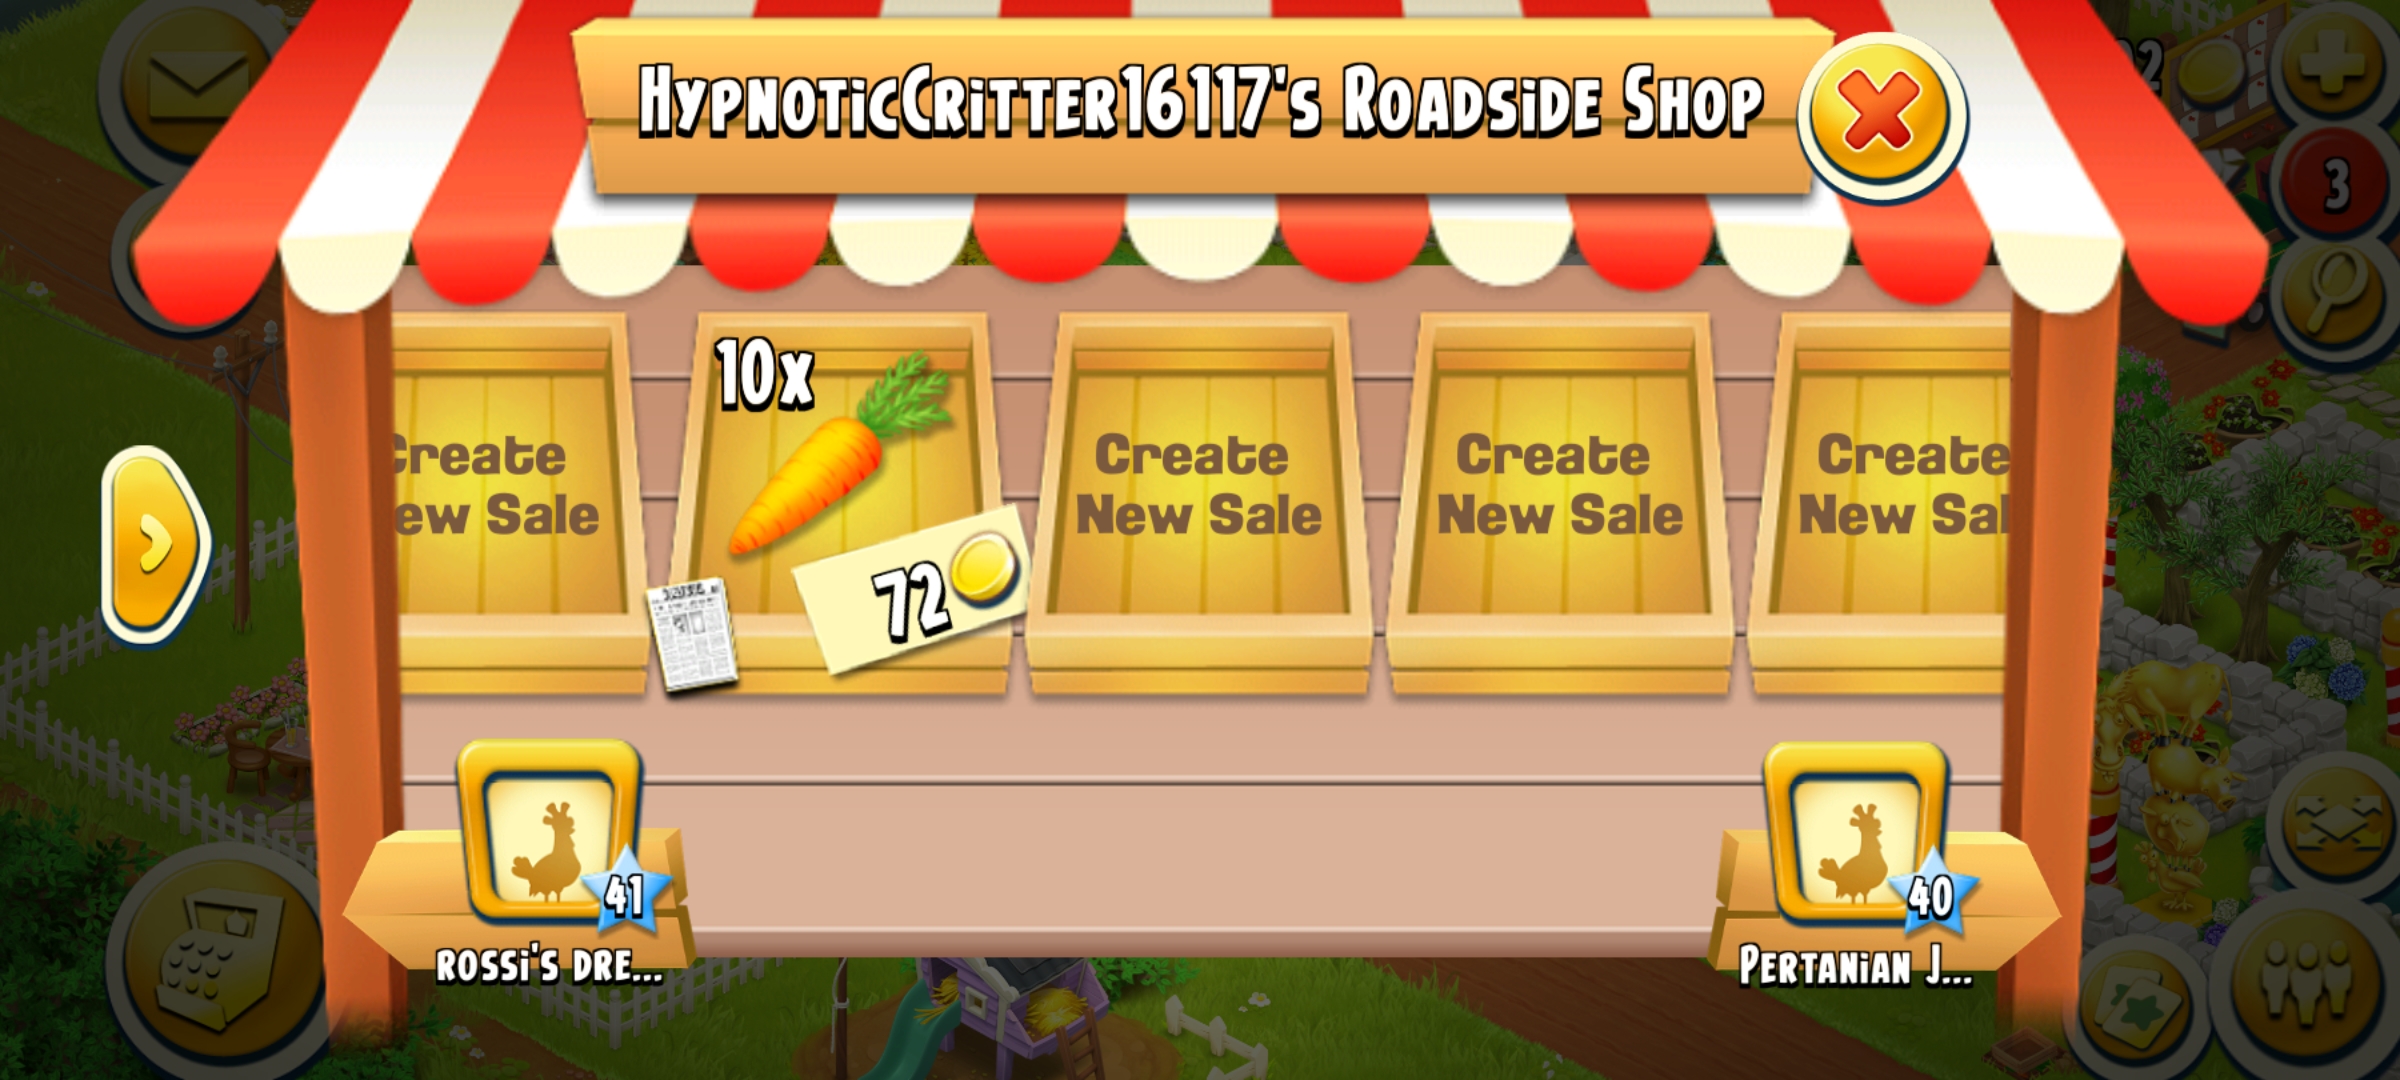 HypnoticCritter16117's Roadside Shop
3
10x
Create
ew Sale
Create
New Sale
Create
New Sale
Create
New Sal
72
41
ROSSI'S DRE...
40
PERTANIAN J...